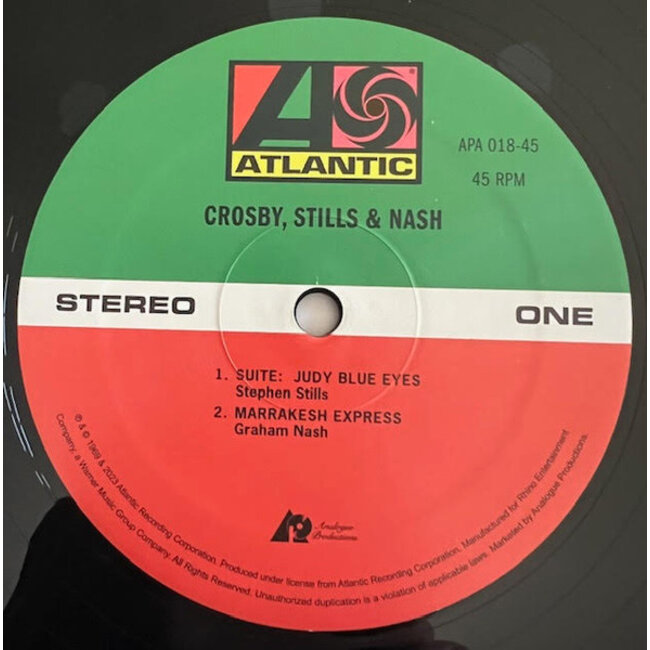 ATLANTIC
®
APA 018-45
45 RPM
CROSBY, STILLS & NASH
STEREO
ONE
1. SUITE: JUDY BLUE EYES
Stephen Stills
2. MARRAKESH EXPRESS
Graham Nash
AP
Analogue
Productions
℗ & © 1969 & 2023 Atlantic Recording Corporation. Produced under license from Atlantic Recording Corporation, Manufactured for Rhino Entertainment
Company, a Warner Music Group Company. All Rights Reserved. Unauthorized duplication is a violation of applicable laws. Marketed by Analogue Productions.